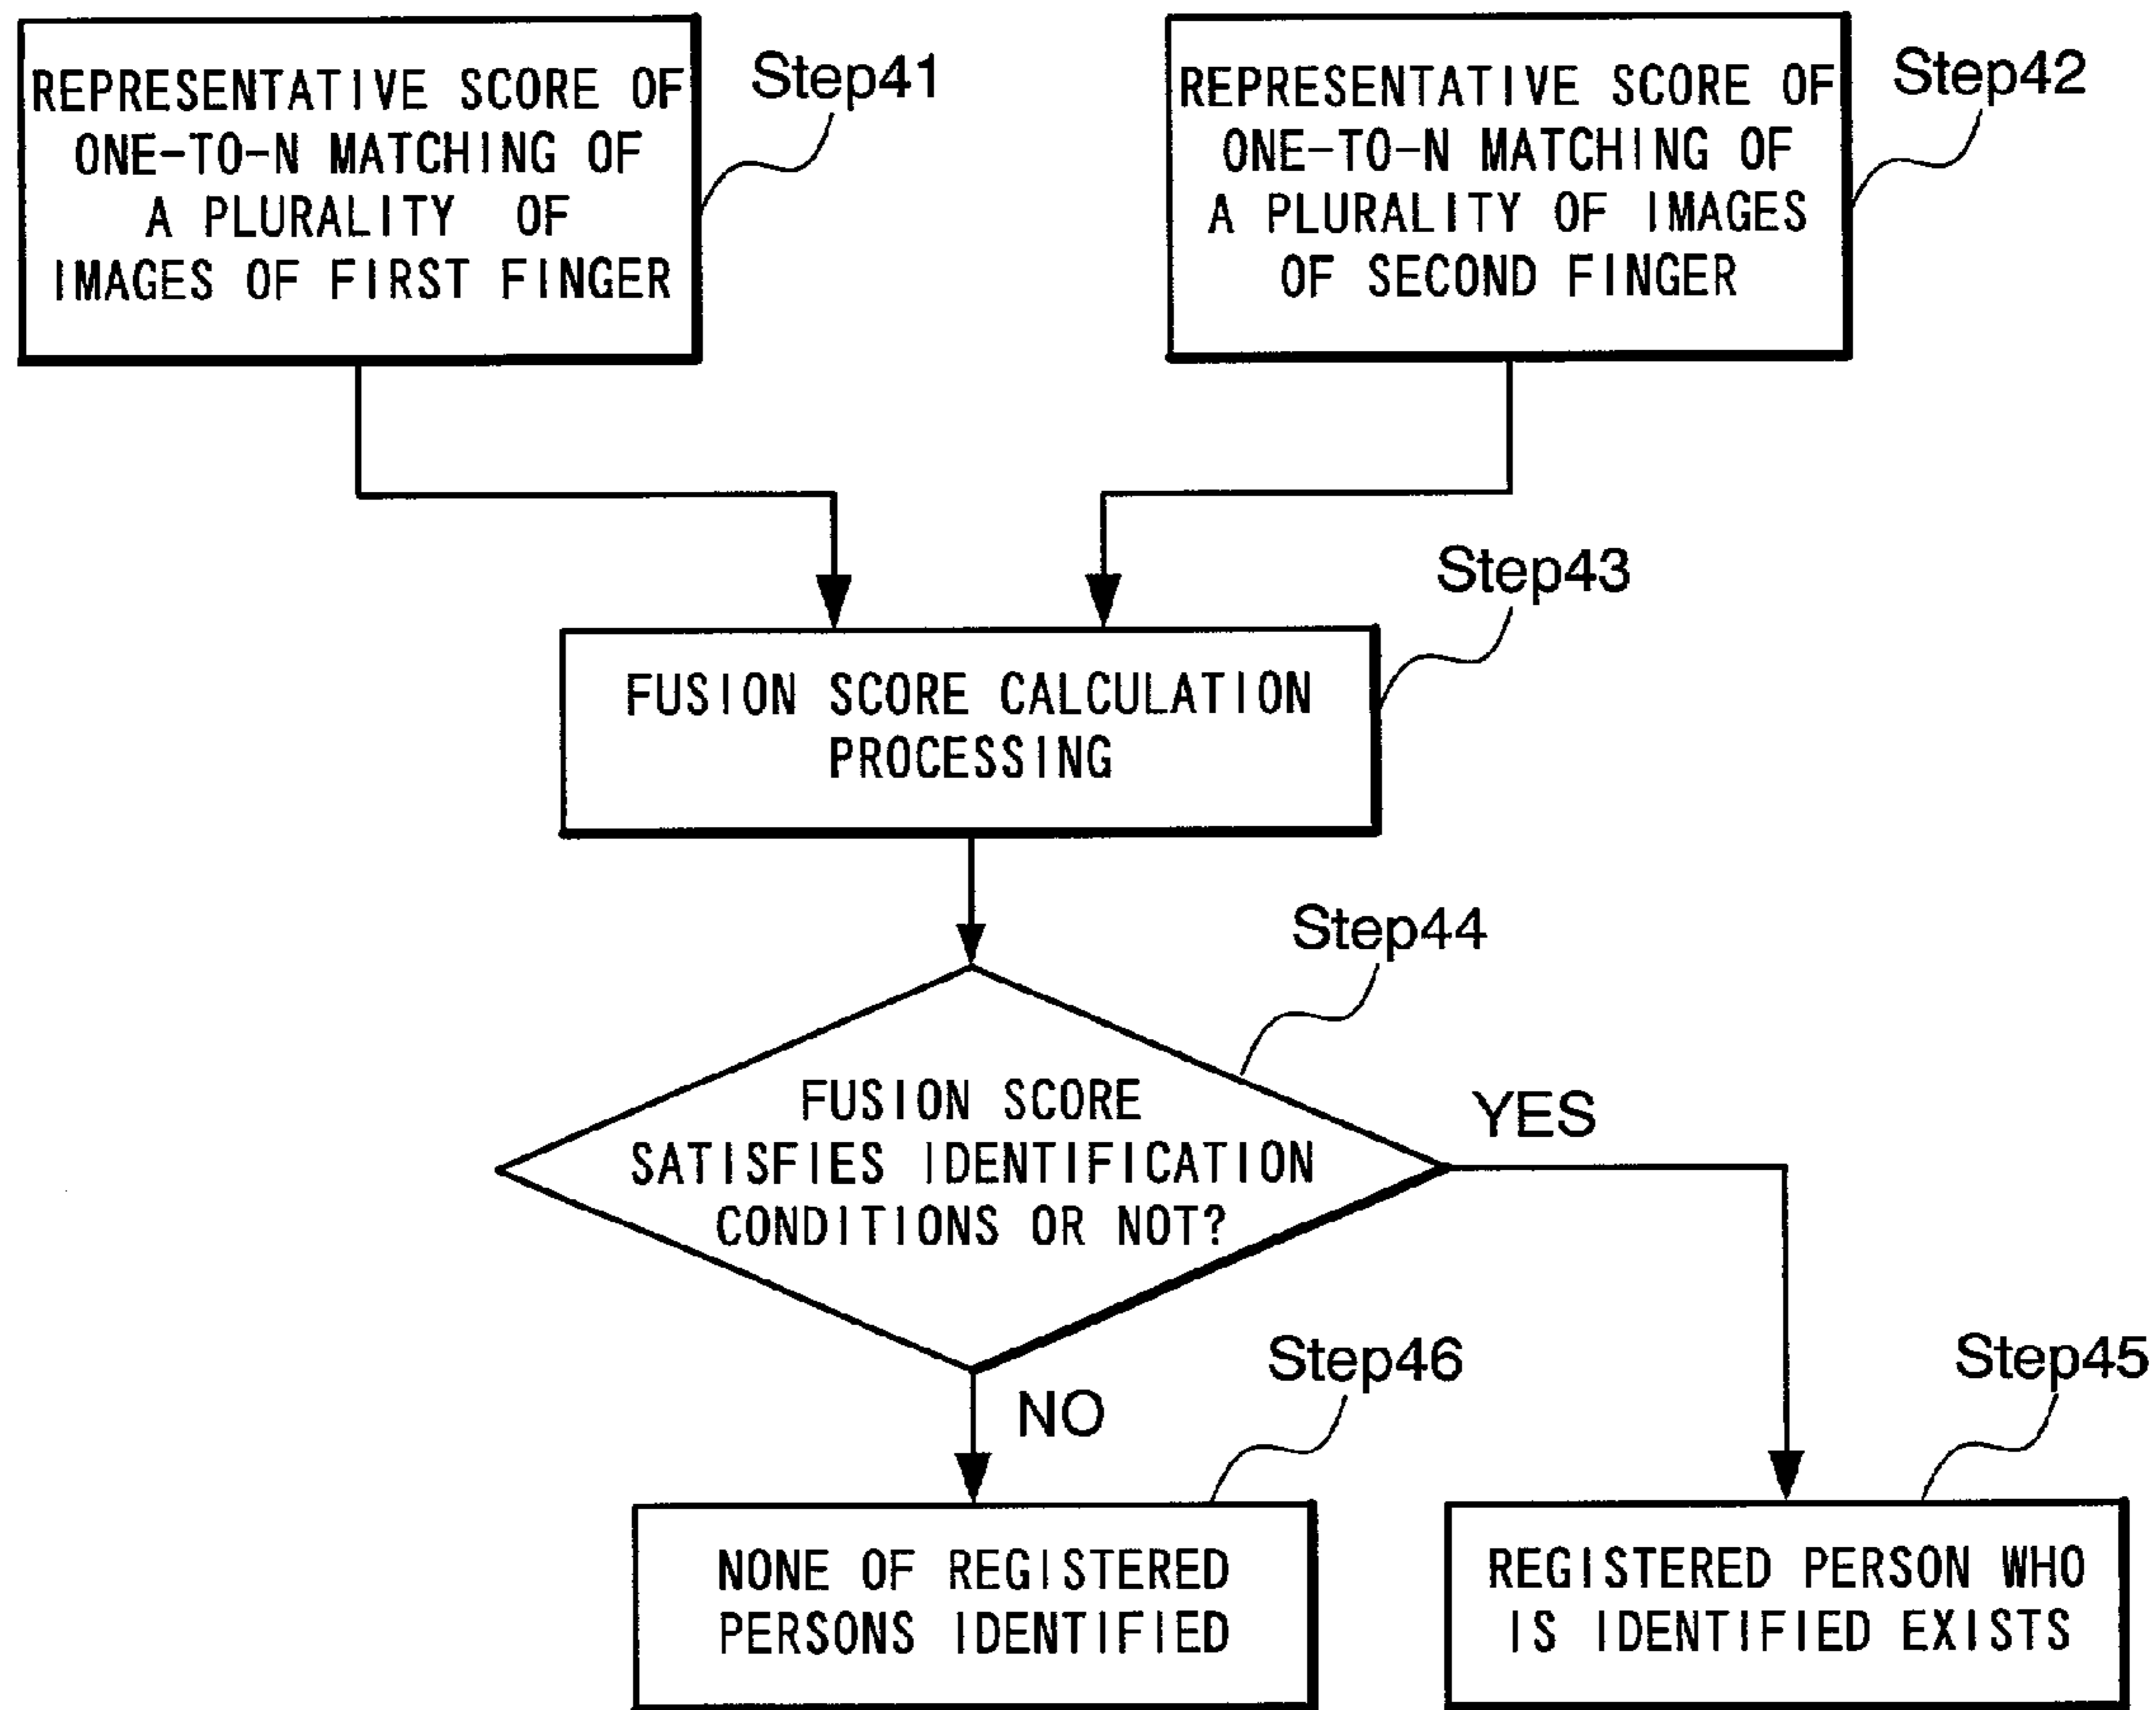 REPRESENTATIVE SCORE OF
ONE-TO-N MATCHING OF
A PLURALITY OF
IMAGES OF FIRST FINGER
Step41
REPRESENTATIVE SCORE OF
ONE-TO-N MATCHING OF
A PLURALITY OF IMAGES
OF SECOND FINGER
Step42
Step43
FUSION SCORE CALCULATION
PROCESSING
Step44
FUSION SCORE
SATISFIES IDENTIFICATION
CONDITIONS OR NOT?
YES
NO
Step46
NONE OF REGISTERED
PERSONS IDENTIFIED
Step45
REGISTERED PERSON WHO
IS IDENTIFIED EXISTS